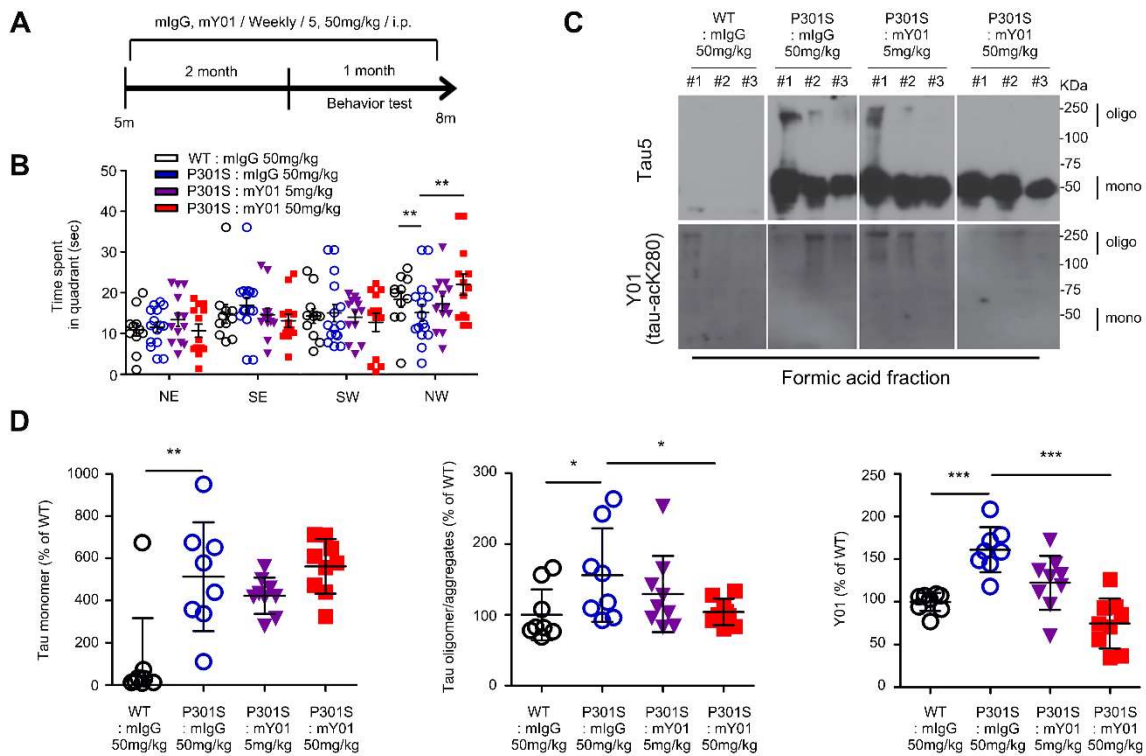 A
mIgG, mY01 / Weekly / 5, 50mg/kg / i.p.
2 month
1 month
Behavior test
5m
8m
B
WT : mIgG 50mg/kg
P301S : mIgG 50mg/kg
P301S : mY01 5mg/kg
P301S : mY01 50mg/kg
Time spent
in quadrant (sec)
50
40
30
20
10
0
**
**
NE
SE
SW
NW
C
WT
: mIgG
50mg/kg
P301S
: mIgG
50mg/kg
P301S
: mY01
5mg/kg
P301S
: mY01
50mg/kg
#1 #2 #3
#1 #2 #3
#1 #2 #3
#1 #2 #3
KDa
Tau5
-250
-100
-75
-50
oligo
mono
Y01
(tau-acK280)
250
-100
-50
oligo
mono
Formic acid fraction
D
Tau monomer (% of WT)
1000
800
600
400
200
0
**
WT
: mIgG
50mg/kg
P301S
: mIgG
50mg/kg
P301S
: mY01
5mg/kg
P301S
: mY01
50mg/kg
Tau oligomer/aggregates (% of WT)
300
200
100
0
*
*
WT
: mIgG
50mg/kg
P301S
: mIgG
50mg/kg
P301S
: mY01
5mg/kg
P301S
: mY01
50mg/kg
Y01 (% of WT)
250
200
150
100
50
0
***
***
WT
: mIgG
50mg/kg
P301S
: mIgG
50mg/kg
P301S
: mY01
5mg/kg
P301S
: mY01
50mg/kg